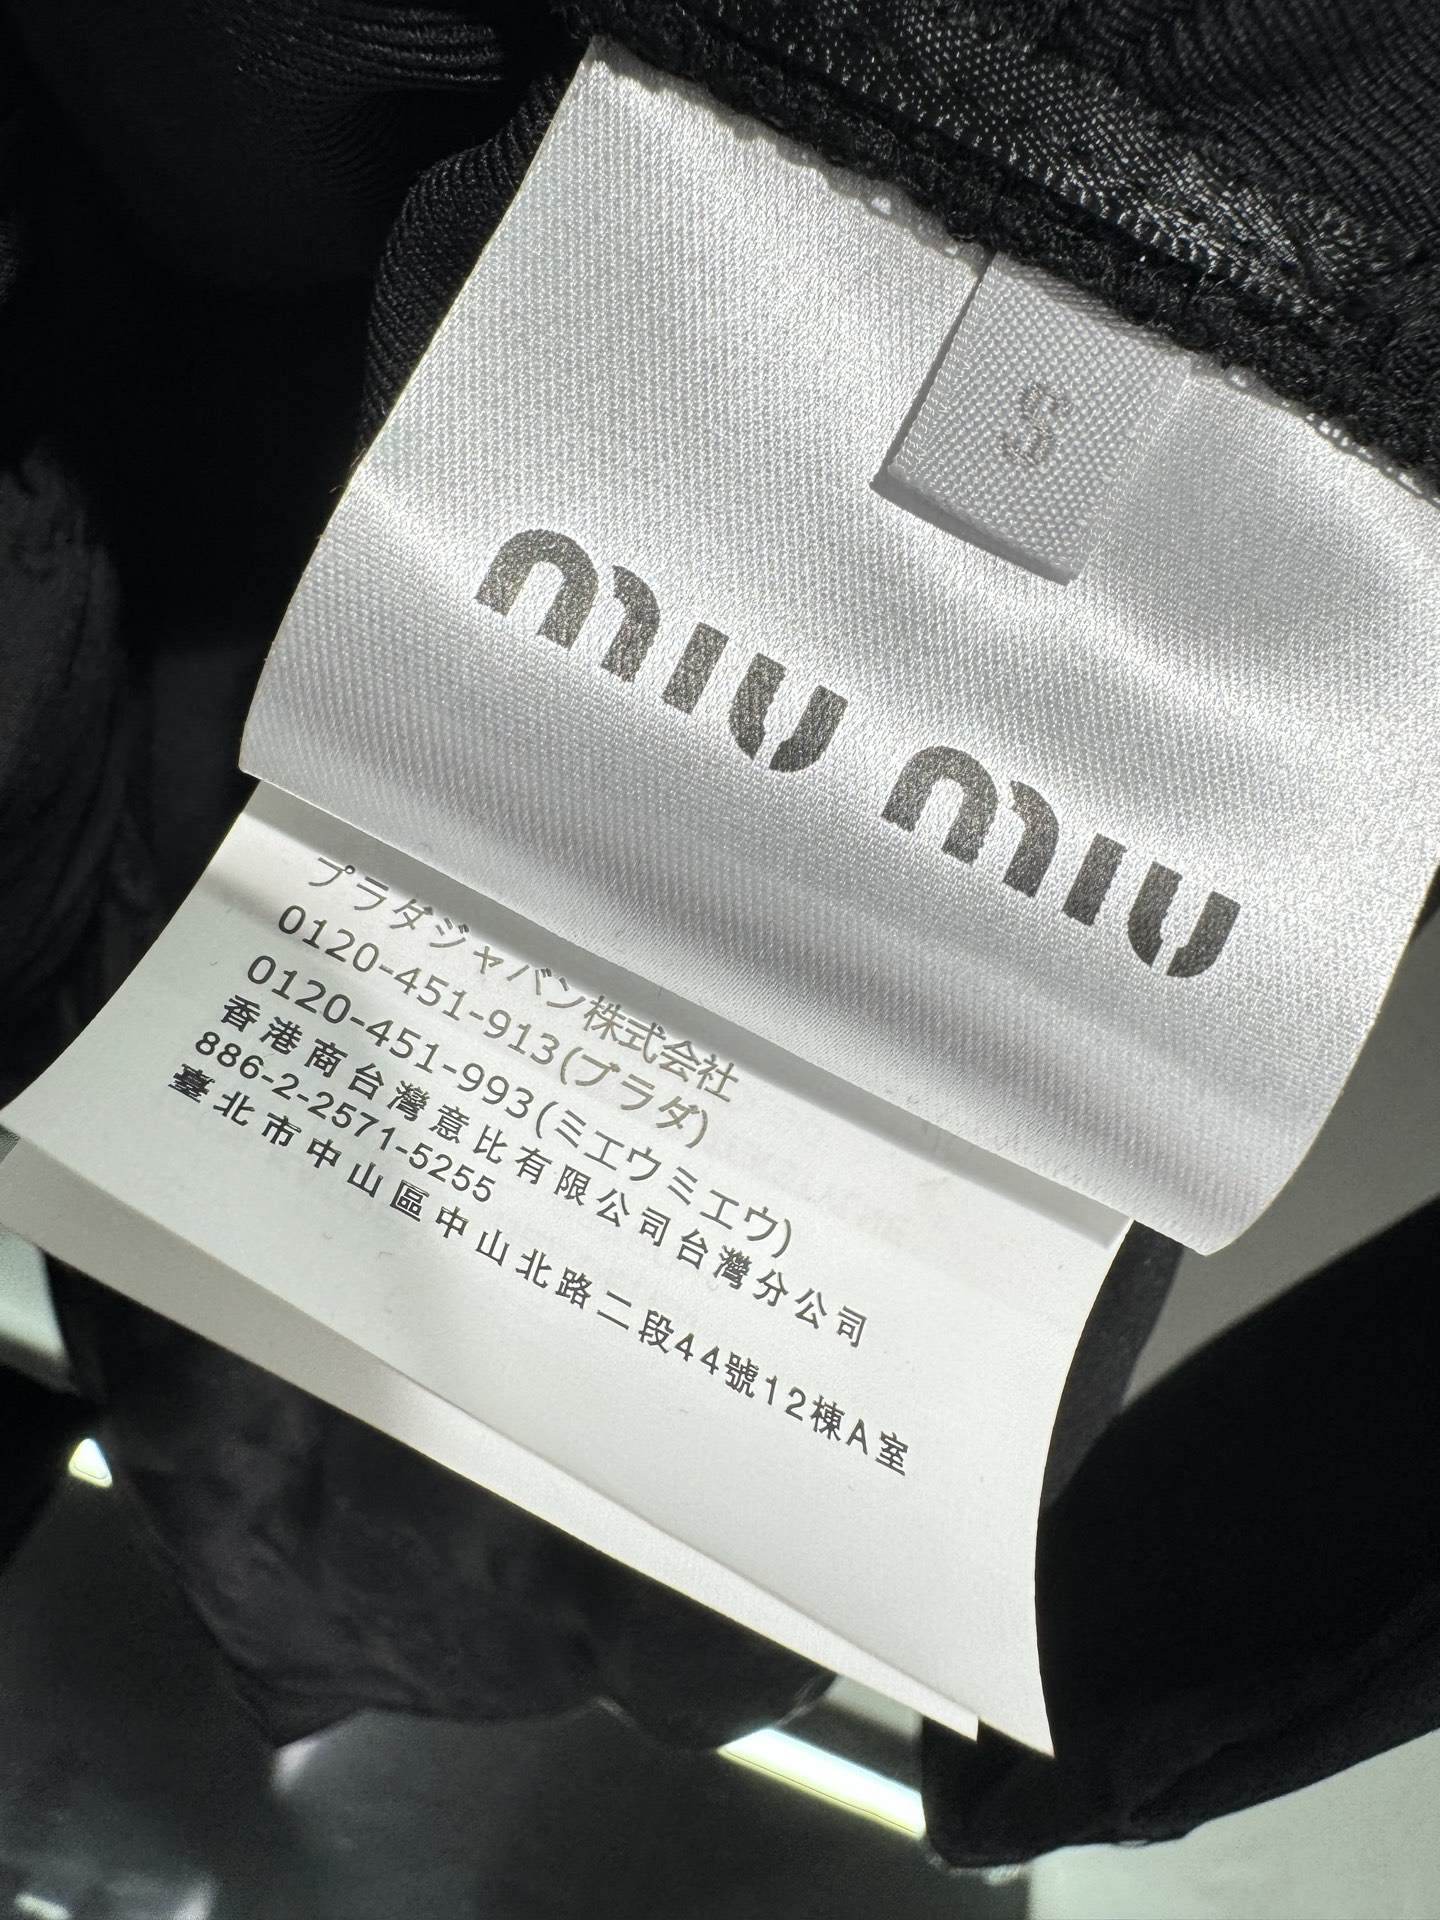 S
miu miu
プラダジャパン株式会社
0120-451-913(プラダ)
0120-451-993(ミエウミエウ)
香港商台灣意比有限公司台灣分公司
886-2-2571-5255
臺北市中山區中山北路二段44號12棟A室